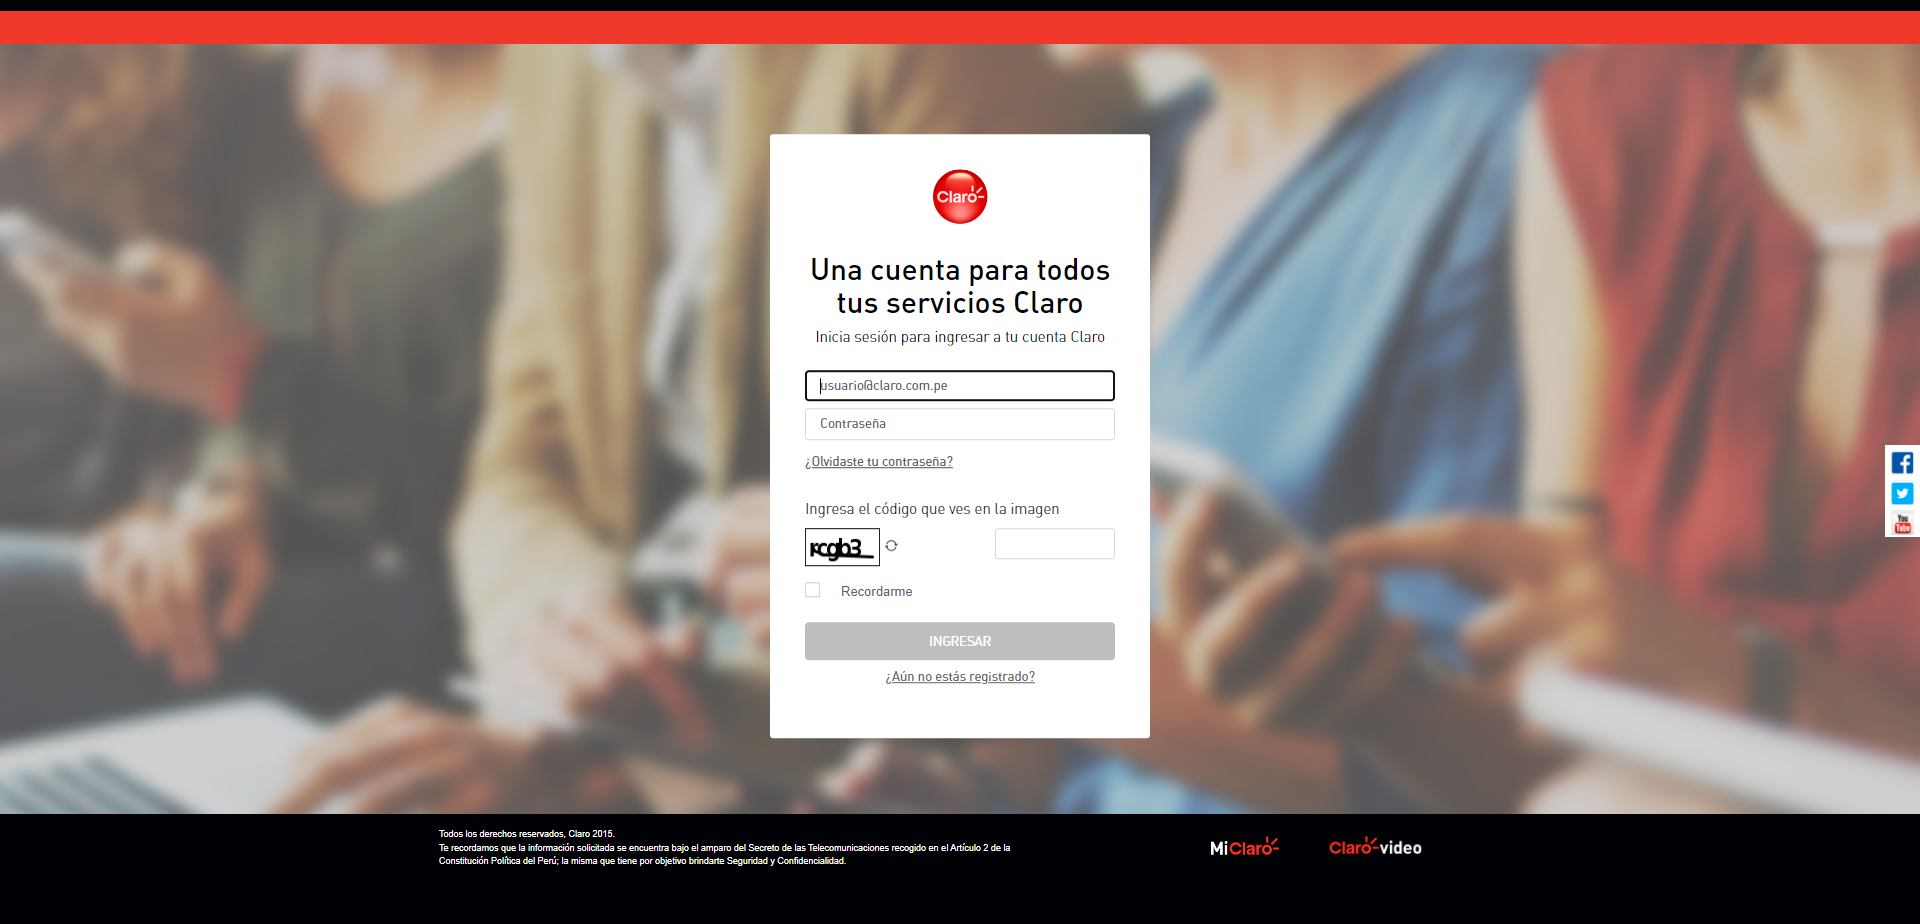 Claro
Una cuenta para todos
tus servicios Claro
Inicia sesión para ingresar a tu cuenta Claro
usuario@claro.com.pe
Contraseña
¿Olvidaste tu contraseña?
Ingresa el código que ves en la imagen
rcgb3
Recordarme
INGRESAR
¿Aún no estás registrado?
You
Tube
Todos los derechos reservados, Claro 2015.
Te recordamos que la información solicitada se encuentra bajo el amparo del Secreto de las Telecomunicaciones recogido en el Artículo 2 de la
Constitución Política del Perú; la misma que tiene por objetivo brindarte Seguridad y Confidencialidad.
MiClaro
Claro video